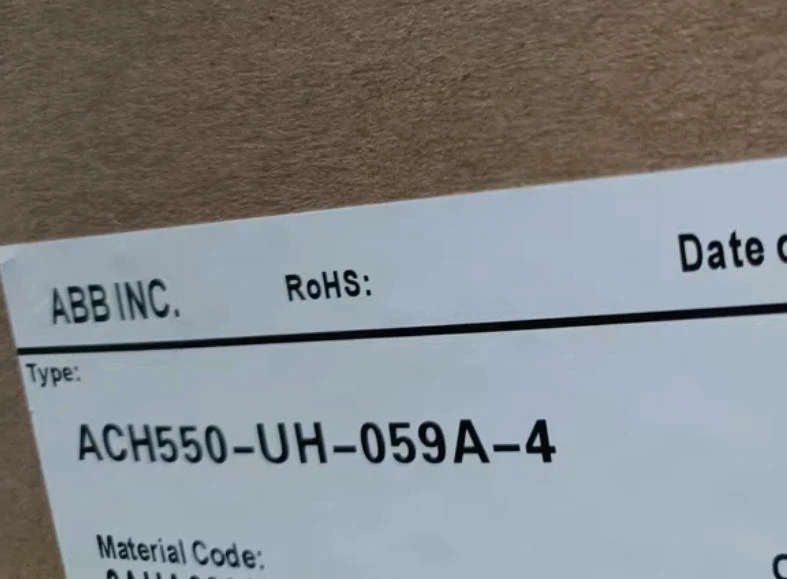 ABB INC. RoHS: Date
Type:
ACH550-UH-059A-4
Material Code: